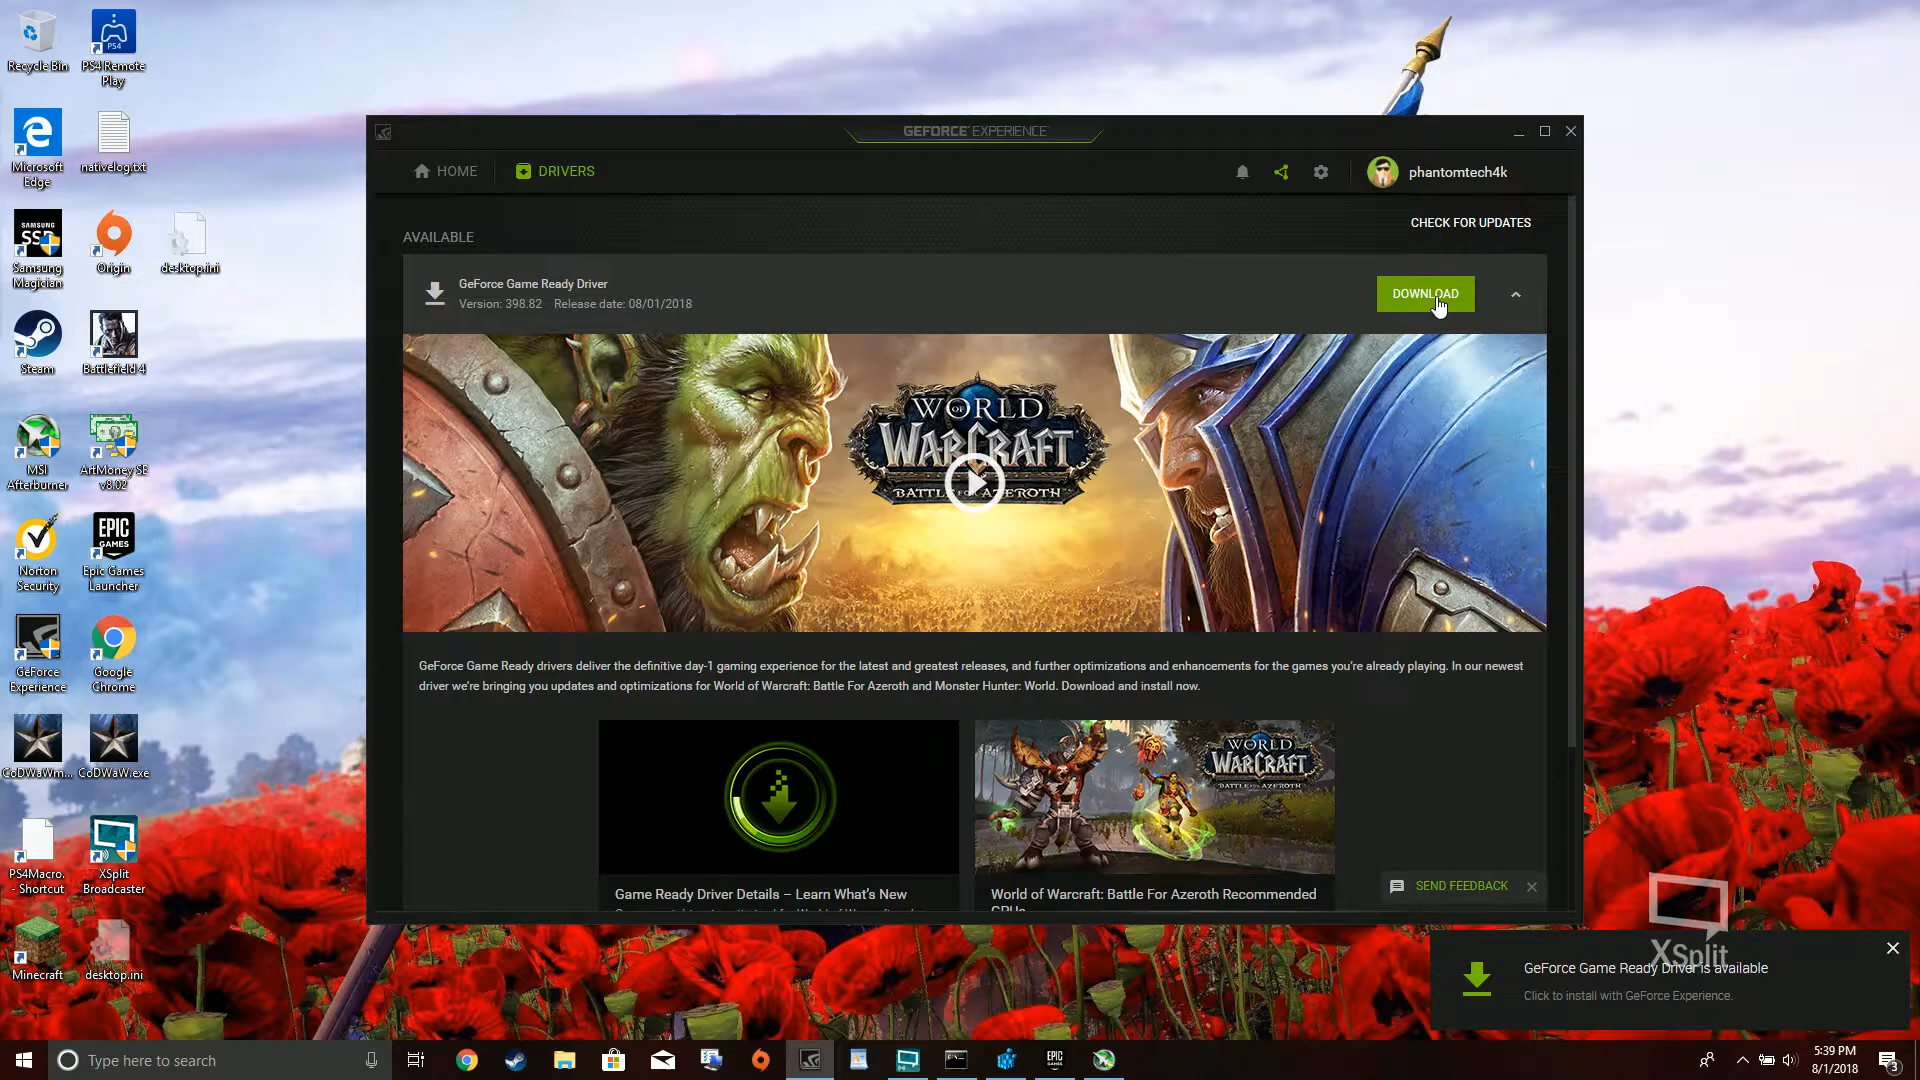 Recycle Bin
PS4 Remote
Play
Microsoft
Edge
nativelog.txt
SAMSUNG
SSD
Samsung
Magician
Origin
desktop.ini
Steam
Battlefield 4
MSI
Afterburner
ArtMoney SE
v8.02
Norton
Security
EPIC
GAMES
Epic Games
Launcher
GeForce
Experience
Google
Chrome
CoDWaWm...
CoDWaW.exe
PS4Macro.
- Shortcut
XSplit
Broadcaster
Minecraft
desktop.ini
GEFORCE EXPERIENCE
HOME
DRIVERS
phantomtech4k
CHECK FOR UPDATES
AVAILABLE
GeForce Game Ready Driver
Version: 398.82 Release date: 08/01/2018
DOWNLOAD
WORLD
OF
WARCRAFT
BATTLE FOR AZEROTH
GeForce Game Ready drivers deliver the definitive day-1 gaming experience for the latest and greatest releases, and further optimizations and enhancements for the games you're already playing. In our newest
driver we're bringing you updates and optimizations for World of Warcraft: Battle For Azeroth and Monster Hunter: World. Download and install now.
WORLD
OF
WARCRAFT
BATTLE FOR AZEROTH
Game Ready Driver Details – Learn What's New
World of Warcraft: Battle For Azeroth Recommended
GPUs
SEND FEEDBACK
XSplit
GeForce Game Ready Driver is available
Click to install with GeForce Experience.
Type here to search
EPIC
GAMES
5:39 PM
8/1/2018
3